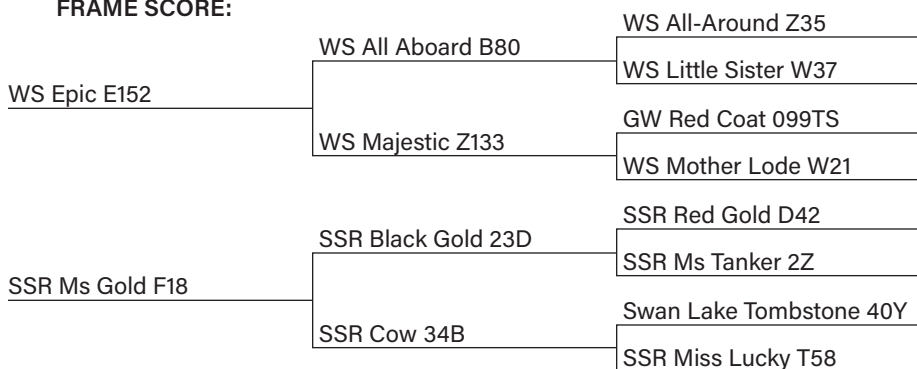 FRAME SCORE:
WS All-Around Z35
WS All Aboard B80
WS Little Sister W37
WS Epic E152
GW Red Coat 099TS
WS Majestic Z133
WS Mother Lode W21
SSR Red Gold D42
SSR Black Gold 23D
SSR Ms Tanker 2Z
SSR Ms Gold F18
Swan Lake Tombstone 40Y
SSR Cow 34B
SSR Miss Lucky T58